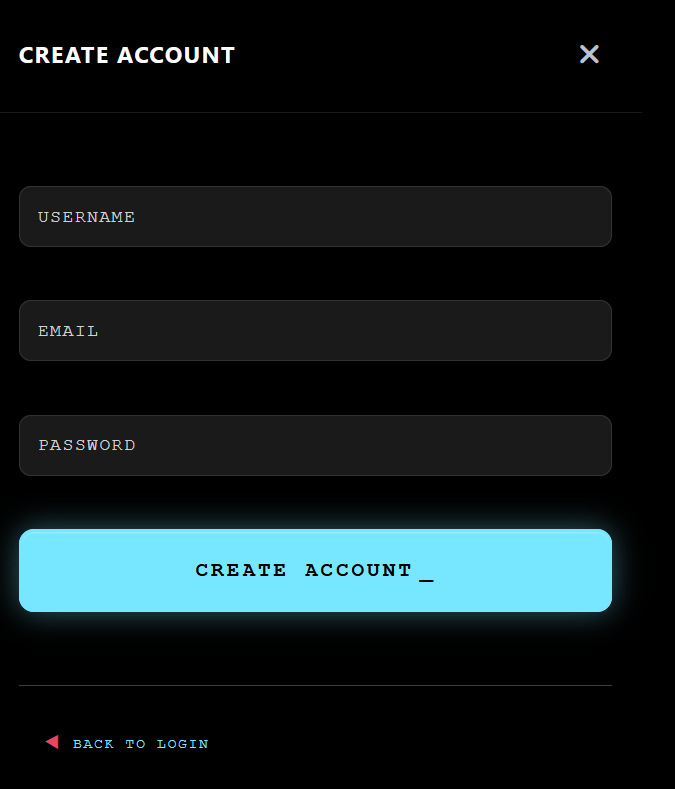 CREATE ACCOUNT
USERNAME
EMAIL
PASSWORD
CREATE ACCOUNT_
BACK TO LOGIN